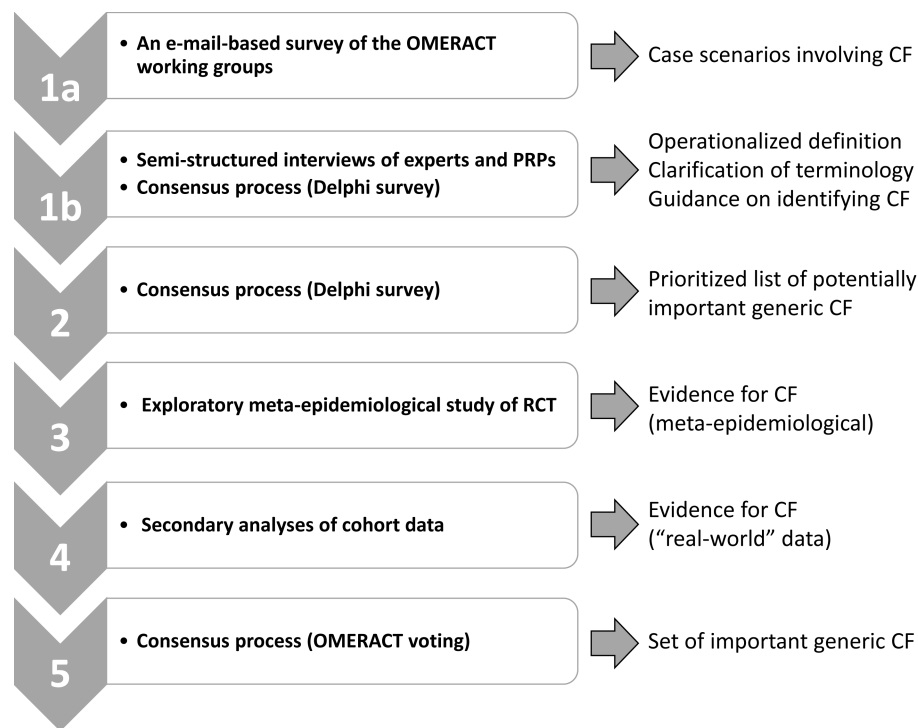 1a
• An e-mail-based survey of the OMERACT
working groups
Case scenarios involving CF
1b
• Semi-structured interviews of experts and PRPs
• Consensus process (Delphi survey)
Operationalized definition
Clarification of terminology
Guidance on identifying CF
2
• Consensus process (Delphi survey)
Prioritized list of potentially
important generic CF
3
• Exploratory meta-epidemiological study of RCT
Evidence for CF
(meta-epidemiological)
4
• Secondary analyses of cohort data
Evidence for CF
(“real-world” data)
5
• Consensus process (OMERACT voting)
Set of important generic CF